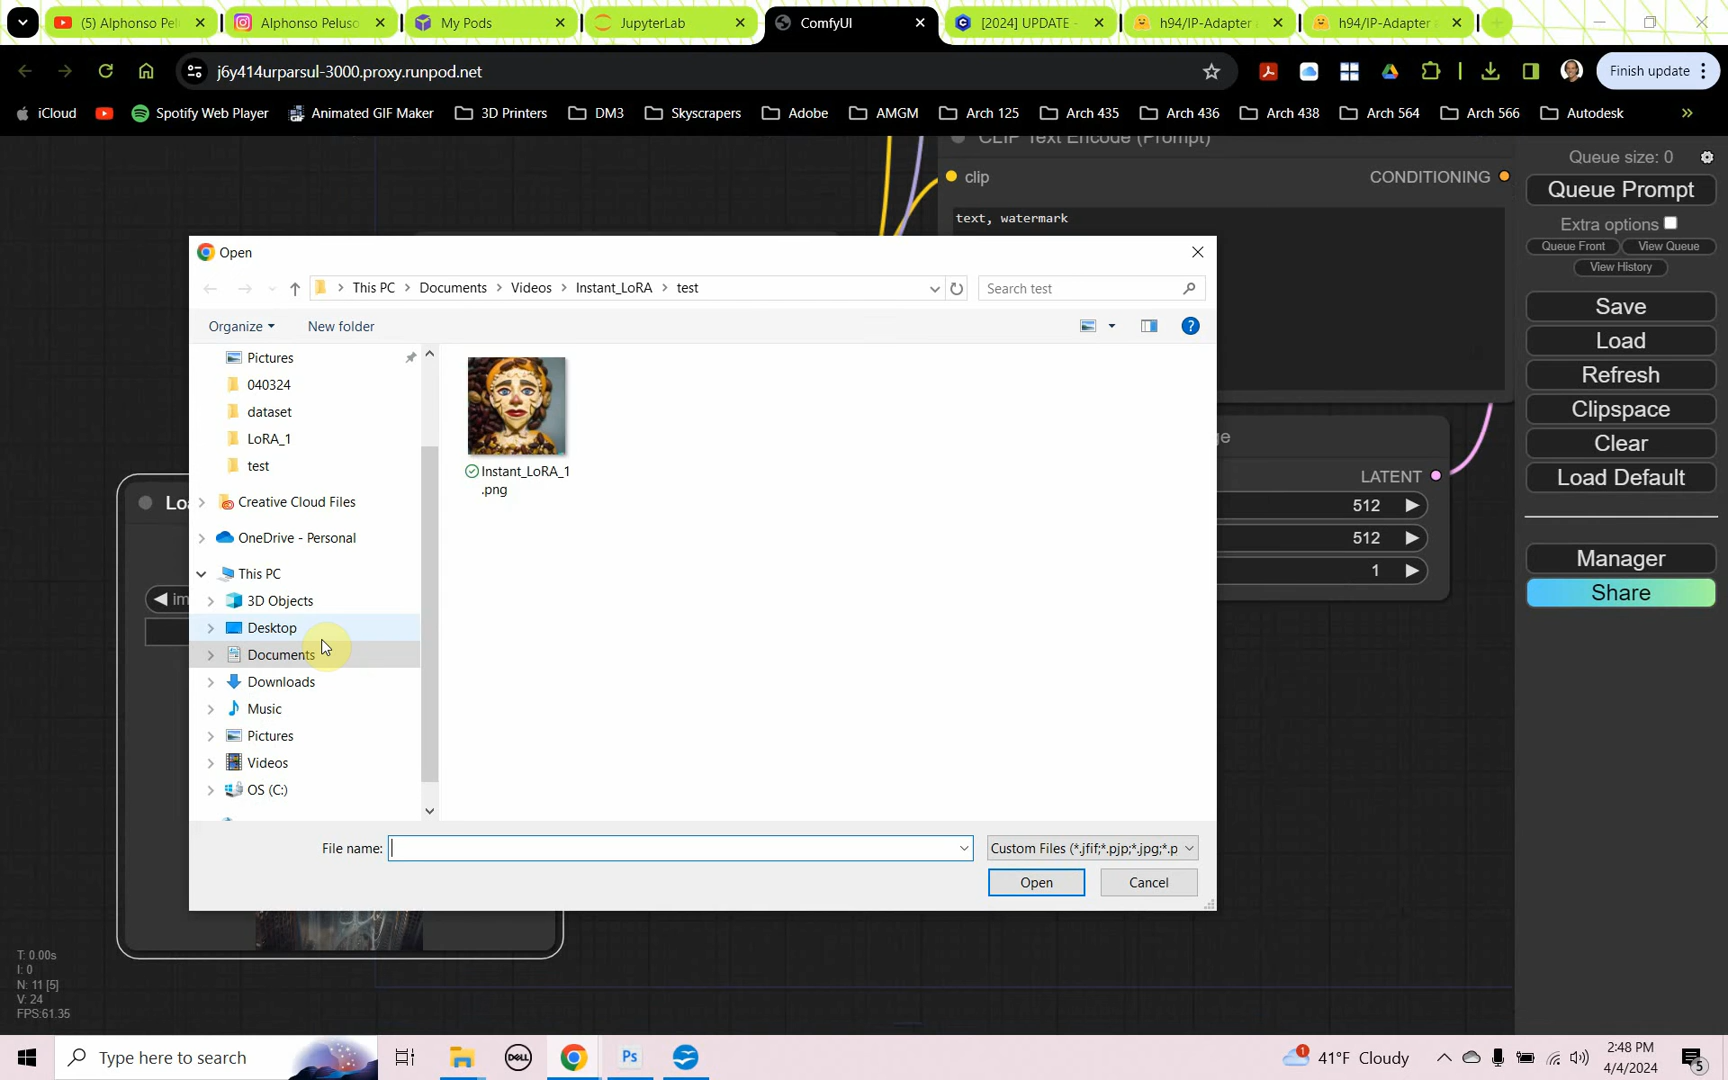 (5) Alphonso Pel
Alphonso Peluso
My Pods
JupyterLab
ComfyUI
[2024] UPDATE -
h94/IP-Adapter
h94/IP-Adapter
j6y414urparsul-3000.proxy.runpod.net
Finish update
iCloud
Spotify Web Player
Animated GIF Maker
3D Printers
DM3
Skyscrapers
Adobe
AMGM
Arch 125
Arch 435
Arch 436
Arch 438
Arch 564
Arch 566
Autodesk
»
CLIP Text Encode (Prompt)
clip
CONDITIONING
text, watermark
Queue size: 0
Queue Prompt
Extra options
Queue Front
View Queue
View History
Save
Load
Refresh
Clipspace
Clear
Load Default
Manager
Share
Open
This PC > Documents > Videos > Instant_LoRA > test
Search test
Organize
New folder
Pictures
040324
dataset
LoRA_1
test
Creative Cloud Files
OneDrive - Personal
This PC
3D Objects
Desktop
Documents
Downloads
Music
Pictures
Videos
OS (C:)
Instant_LoRA_1
.png
File name:
Custom Files (*.jfif;*.pjp;*.jpg;*.p
Open
Cancel
Loa
im
ge
LATENT
512
512
1
T: 0.00s
I: 0
N: 11 [5]
V: 24
FPS:61.35
Type here to search
DELL
Ps
1
41°F Cloudy
2:48 PM
4/4/2024
5